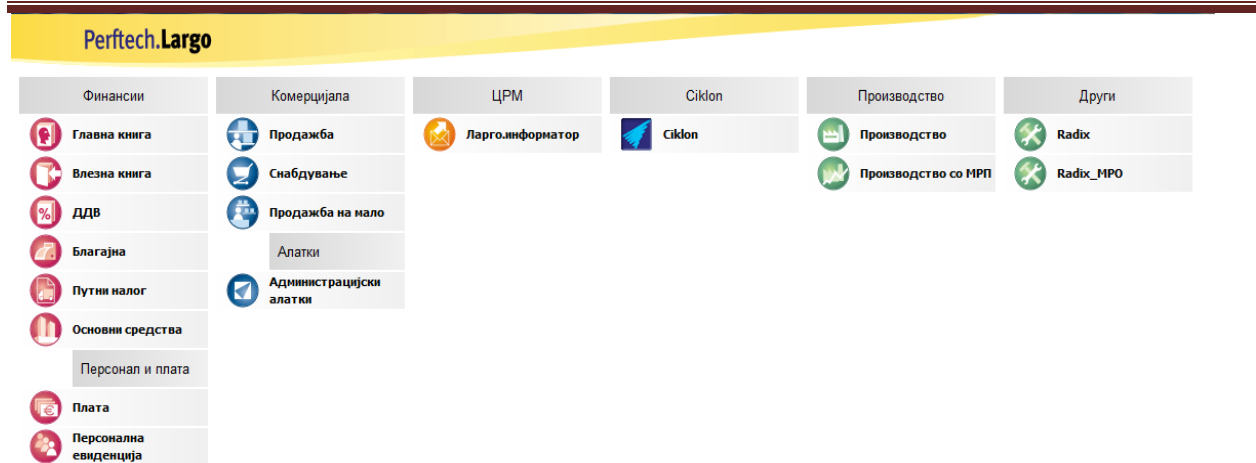 Perftech.Largo
Финансии
Главна книга
Влезна книга
ДДВ
Благајна
Путни налог
Основни средства
Персонал и плата
Плата
Персонална
евиденција
Комерцијала
Продажба
Снабдување
Продажба на мало
Алатки
Администрацијски
алатки
ЦРМ
Ларго.информатор
Ciklon
Ciklon
Производство
Производство
Производство со МРП
Други
Radix
Radix_MPO